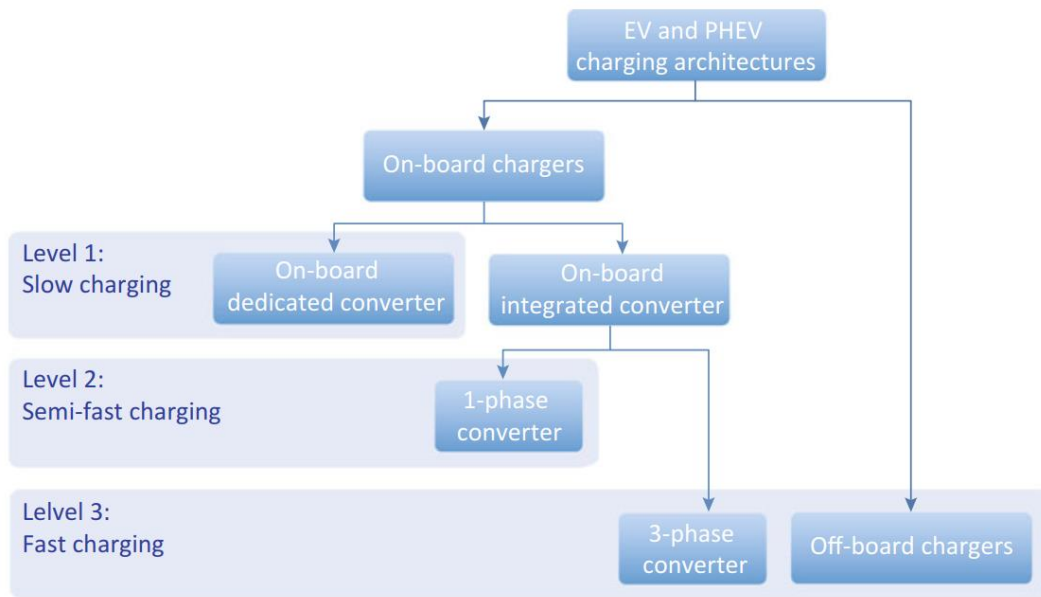 EV and PHEV
charging architectures
On-board chargers
Level 1:
Slow charging
On-board
dedicated converter
On-board
integrated converter
Level 2:
Semi-fast charging
1-phase
converter
Lelvel 3:
Fast charging
3-phase
converter
Off-board chargers